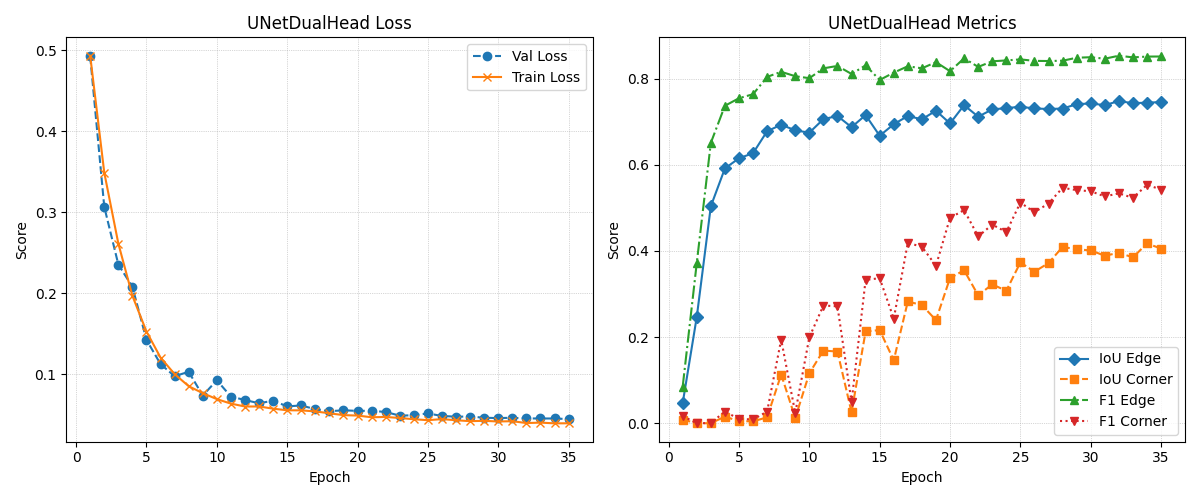 UNetDualHead Loss
0.5
0.4
0.3
0.2
0.1
Score
0 5 10 15 20 25 30 35
Epoch
Val Loss
Train Loss
UNetDualHead Metrics
0.8
0.6
0.4
0.2
0.0
Score
0 5 10 15 20 25 30 35
Epoch
IoU Edge
IoU Corner
F1 Edge
F1 Corner